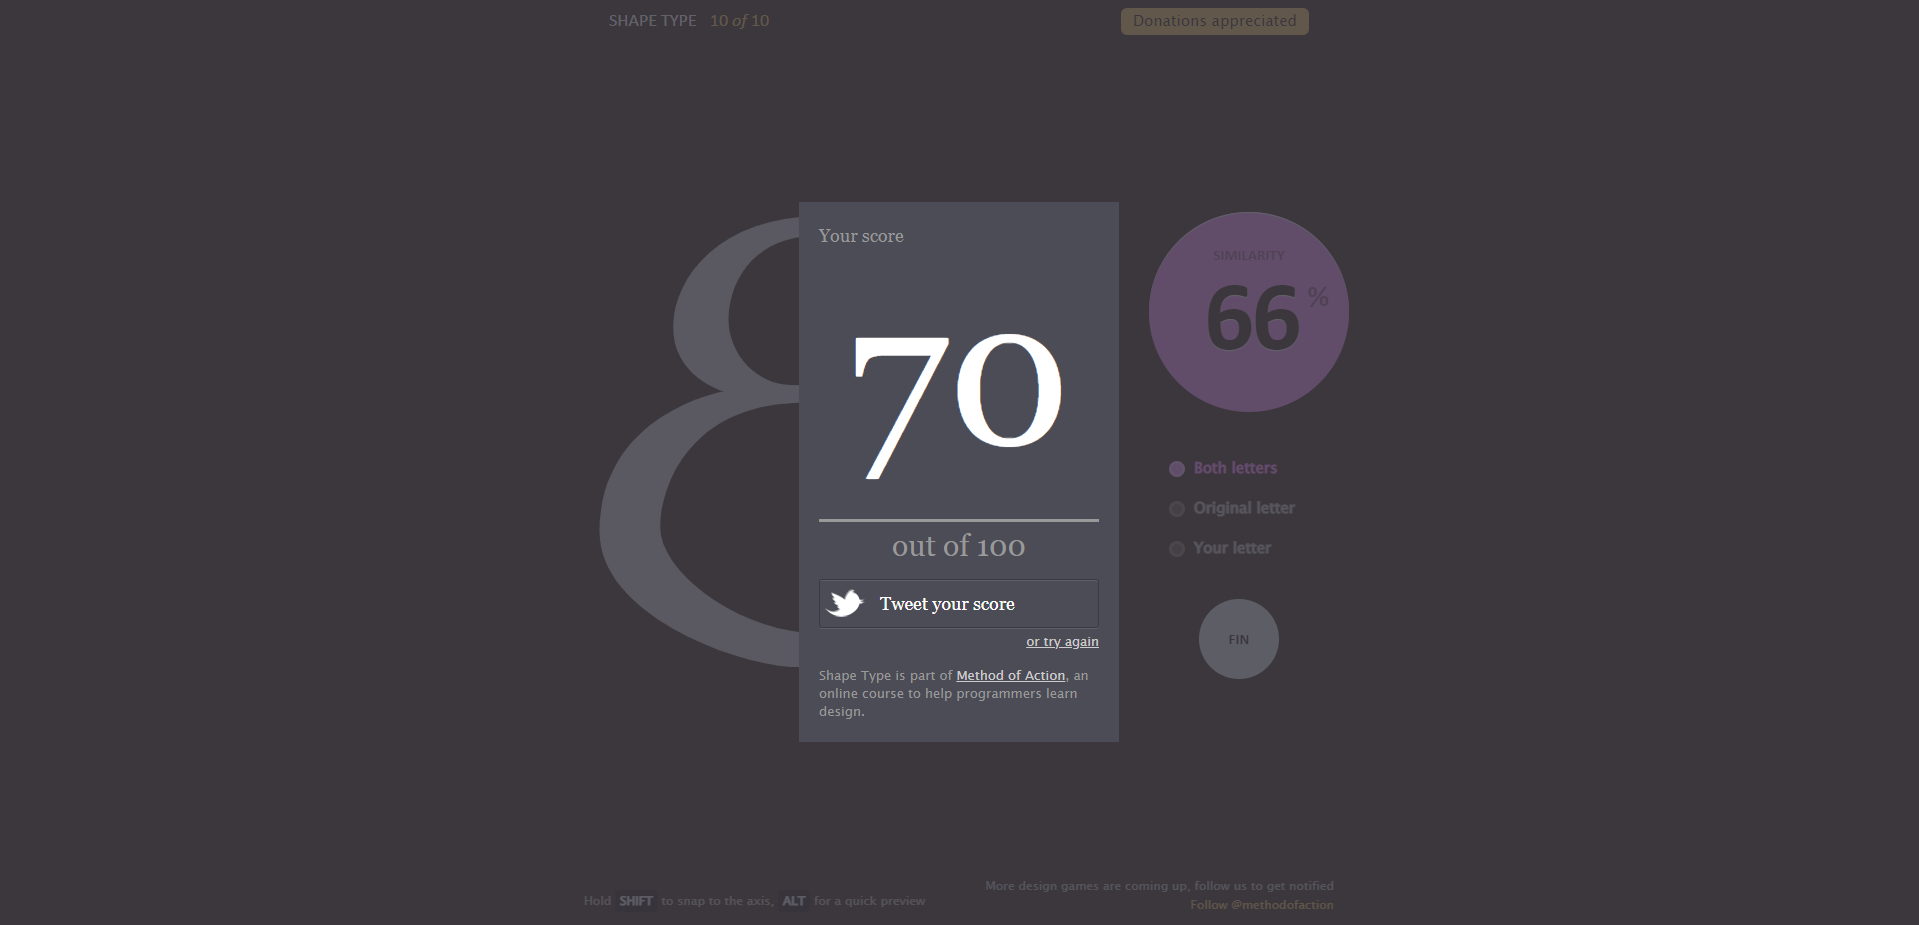 SHAPE TYPE 10 of 10
Donations appreciated
Your score
70
out of 100
Tweet your score
or try again
Shape Type is part of Method of Action, an
online course to help programmers learn
design.
SIMILARITY
66 %
Both letters
Original letter
Your letter
FIN
Hold SHIFT to snap to the axis, ALT for a quick preview
More design games are coming up, follow us to get notified
Follow @methodofaction